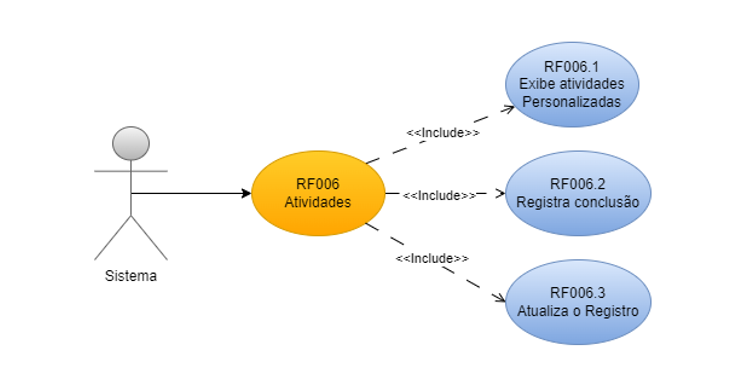 RF006.1
Exibe atividades
Personalizadas
<<Include>>
RF006
Atividades
<<Include>>
RF006.2
Registra conclusão
<<Include>>
Sistema
RF006.3
Atualiza o Registro